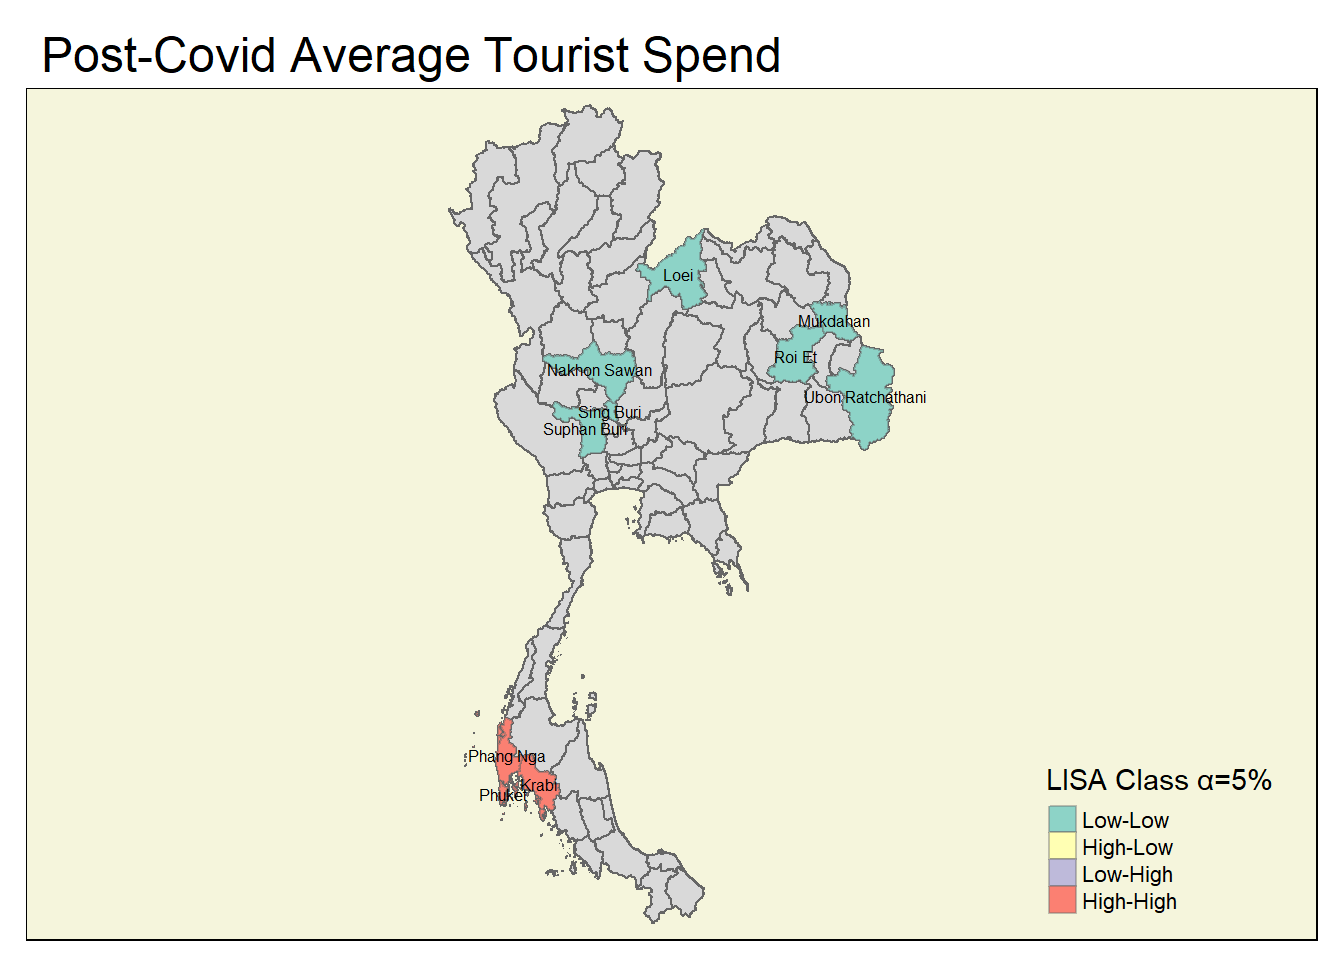 Post-Covid Average Tourist Spend
Loei
Mukdahan
Roi Et
Nakhon Sawan
Ubon Ratchathani
Sing Buri
Suphan Buri
Phang Nga
Krabi
Phuket
LISA Class α=5%
Low-Low
High-Low
Low-High
High-High